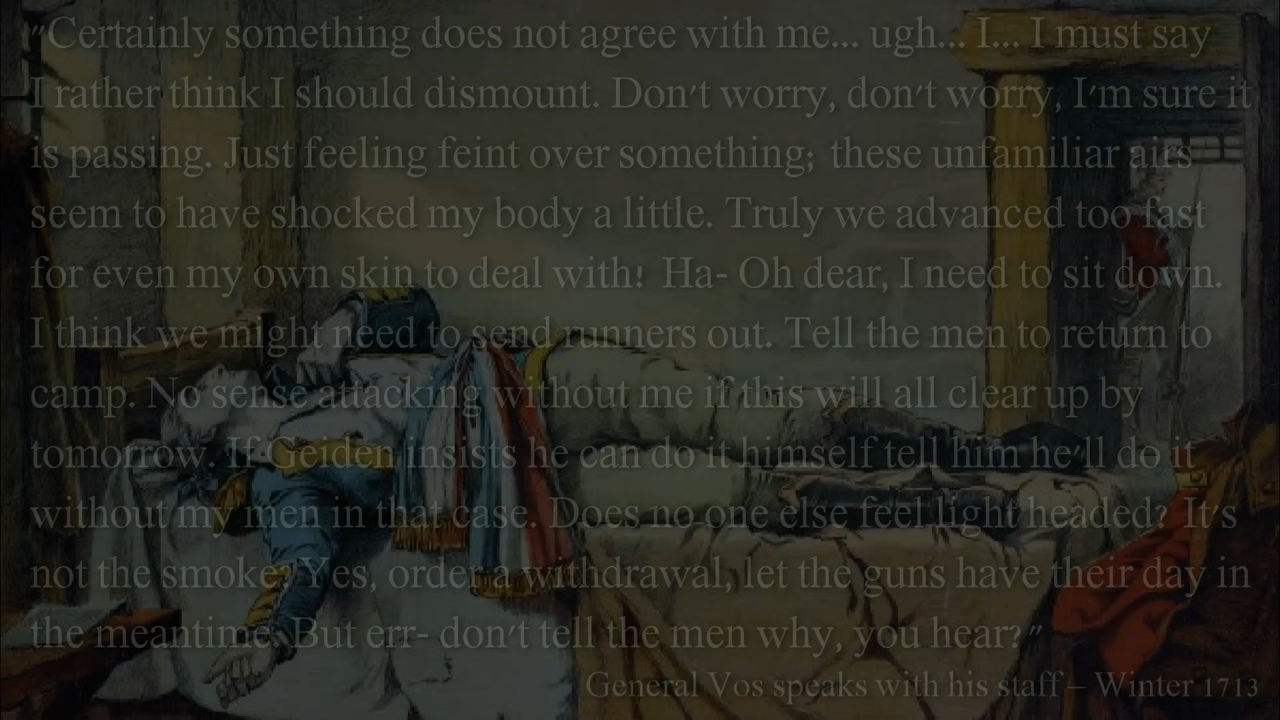 "Certainly something does not agree with me... ugh... I... I must say
I rather think I should dismount. Don't worry, don't worry, I'm sure it
is passing. Just feeling feint over something; these unfamiliar airs
seem to have shocked my body a little. Truly we advanced too fast
for even my own skin to deal with! Ha- Oh dear, I need to sit down.
I think we might need to send runners out. Tell the men to return to
camp. No sense attacking without me if this will all clear up by
tomorrow. If Seiden insists he can do it himself tell him he'll do it
without my men in that case. Does no one else feel light headed? It's
not the smoke. Yes, order a withdrawal, let the guns have their day in
the meantime. But err- don't tell the men why, you hear?"
General Vos speaks with his staff – Winter 1713